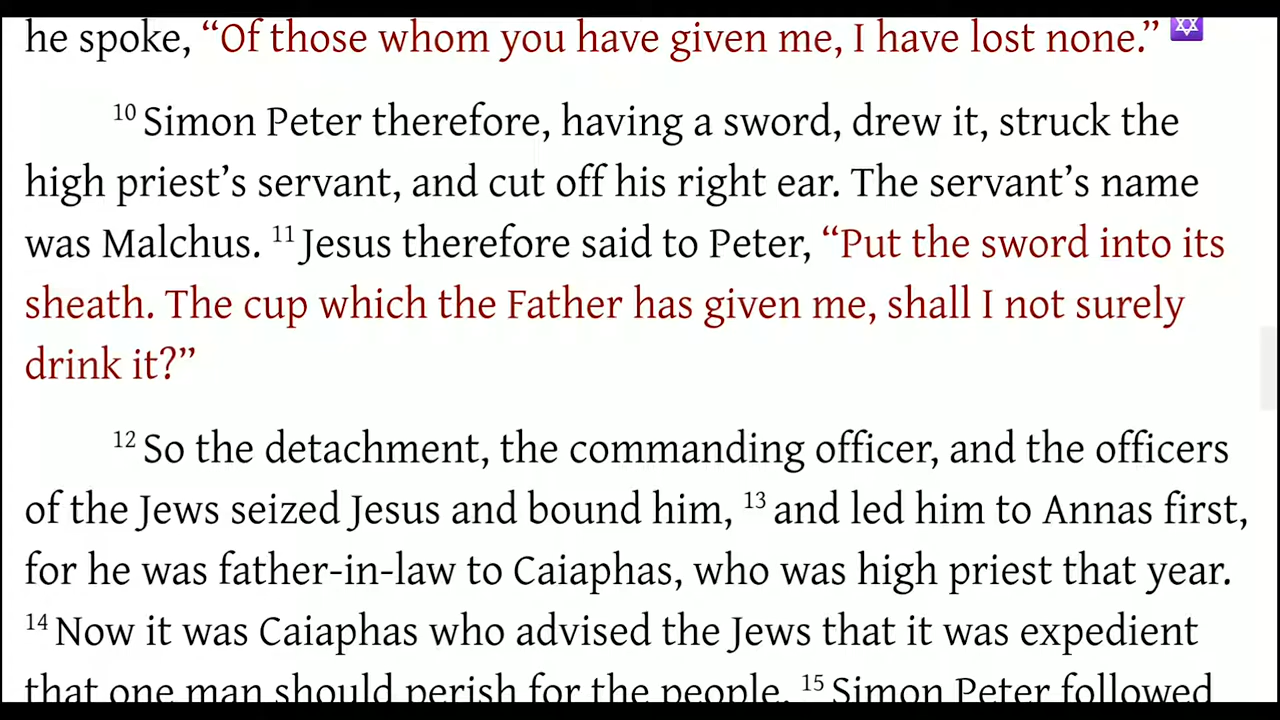 he spoke, “Of those whom you have given me, I have lost none.” 🔯
10 Simon Peter therefore, having a sword, drew it, struck the
high priest’s servant, and cut off his right ear. The servant’s name
was Malchus. 11 Jesus therefore said to Peter, “Put the sword into its
sheath. The cup which the Father has given me, shall I not surely
drink it?”
12 So the detachment, the commanding officer, and the officers
of the Jews seized Jesus and bound him, 13 and led him to Annas first,
for he was father-in-law to Caiaphas, who was high priest that year.
14 Now it was Caiaphas who advised the Jews that it was expedient
that one man should perish for the people. 15 Simon Peter followed